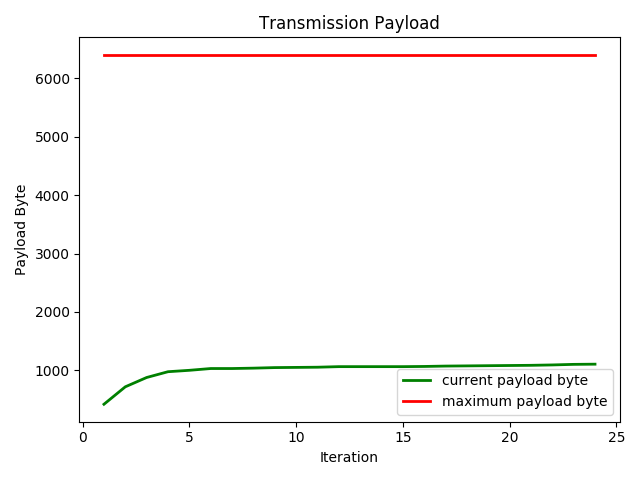 Transmission Payload
Payload Byte
6000
5000
4000
3000
2000
1000
0
5
10
15
20
25
Iteration
current payload byte
maximum payload byte